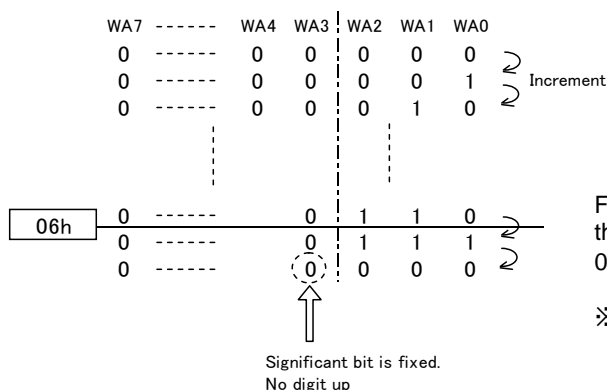 WA7 ------ WA4 WA3 WA2 WA1 WA0
0 ------ 0 0 0 0 0
0 ------ 0 0 0 0 1
Increment
0 ------ 0 0 0 1 0
06h
0 ------ 0 1 1 0
0 ------ 0 1 1 1
0 ------ 0 0 0 0
F
th
0
※
Significant bit is fixed.
No digit up